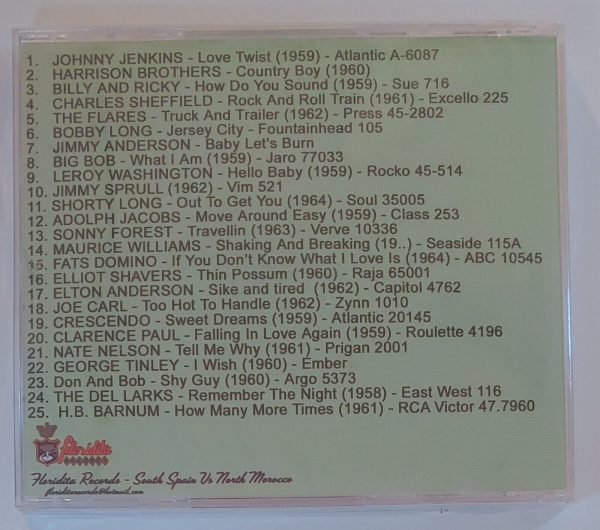 1. JOHNNY JENKINS - Love Twist (1959) - Atlantic A-6087
2. HARRISON BROTHERS - Country Boy (1960)
3. BILLY AND RICKY - How Do You Sound (1959) - Sue 716
4. CHARLES SHEFFIELD - Rock And Roll Train (1961) - Excello 225
5. THE FLARES - Truck And Trailer (1962) - Press 45-2802
6. BOBBY LONG - Jersey City - Fountainhead 105
7. JIMMY ANDERSON - Baby Let's Burn
8. BIG BOB - What I Am (1959) - Jaro 77033
9. LEROY WASHINGTON - Hello Baby (1959) - Rocko 45-514
10. JIMMY SPRULL (1962) - Vim 521
11. SHORTY LONG - Out To Get You (1964) - Soul 35005
12. ADOLPH JACOBS - Move Around Easy (1959) - Class 253
13. SONNY FOREST - Travellin (1963) - Verve 10336
14. MAURICE WILLIAMS - Shaking And Breaking (19..) - Seaside 115A
15. FATS DOMINO - If You Don't Know What I Love Is (1964) - ABC 10545
16. ELLIOT SHAVERS - Thin Possum (1960) - Raja 65001
17. ELTON ANDERSON - Sike and tired (1962) - Capitol 4762
18. JOE CARL - Too Hot To Handle (1962) - Zynn 1010
19. CRESCENDO - Sweet Dreams (1959) - Atlantic 20145
20. CLARENCE PAUL - Falling In Love Again (1959) - Roulette 4196
21. NATE NELSON - Tell Me Why (1961) - Prigan 2001
22. GEORGE TINLEY - I Wish (1960) - Ember
23. Don And Bob - Shy Guy (1960) - Argo 5373
24. THE DEL LARKS - Remember The Night (1958) - East West 116
25. H.B. BARNUM - How Many More Times (1961) - RCA Victor 47.7960
floridita
Floridita Records - South Spain Vs North Morocco
floriditarecords@hotmail.com